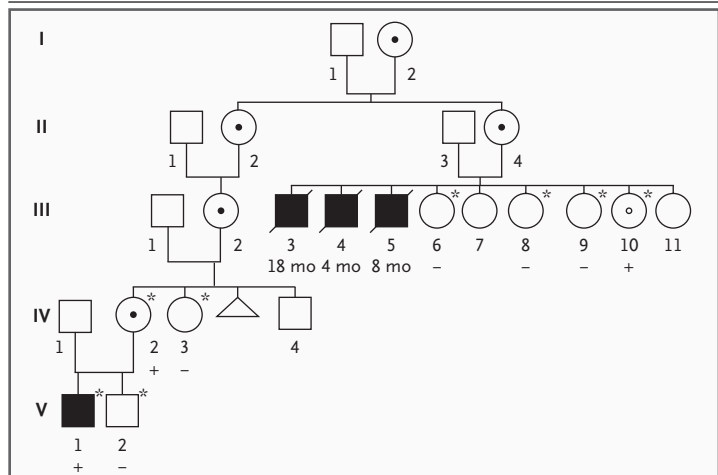 I
1 2
II
1 2 3 4
III
* * * *
1 2 3 4 5 6 7 8 9 10 11
18 mo 4 mo 8 mo – – – +
IV
* *
1 2 3 4
+ –
V
* *
1 2
+ –